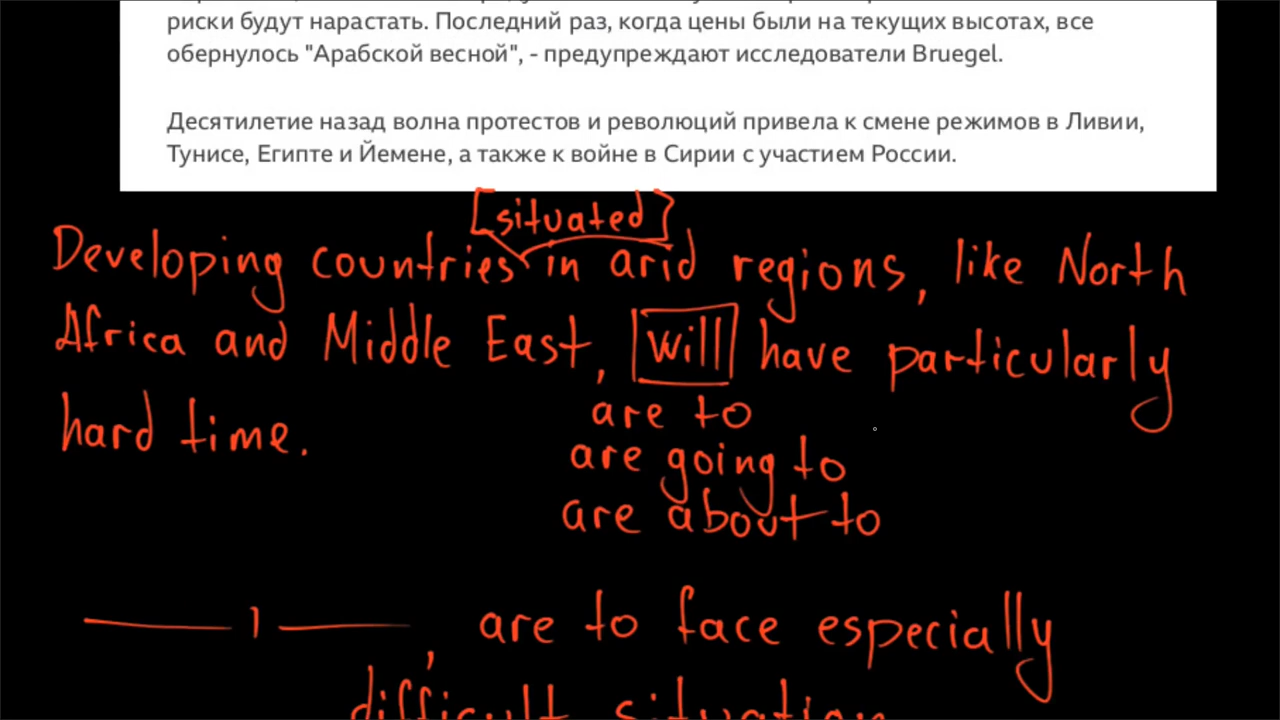 риски будут нарастать. Последний раз, когда цены были на текущих высотах, все
обернулось "Арабской весной", - предупреждают исследователи Bruegel.
Десятилетие назад волна протестов и революций привела к смене режимов в Ливии,
Тунисе, Египте и Йемене, а также к войне в Сирии с участием России.
[situated]
Developing countries in arid regions, like North
Africa and Middle East, will have particularly
hard time.
are to
are going to
are about to
, are to face especially
difficult situation